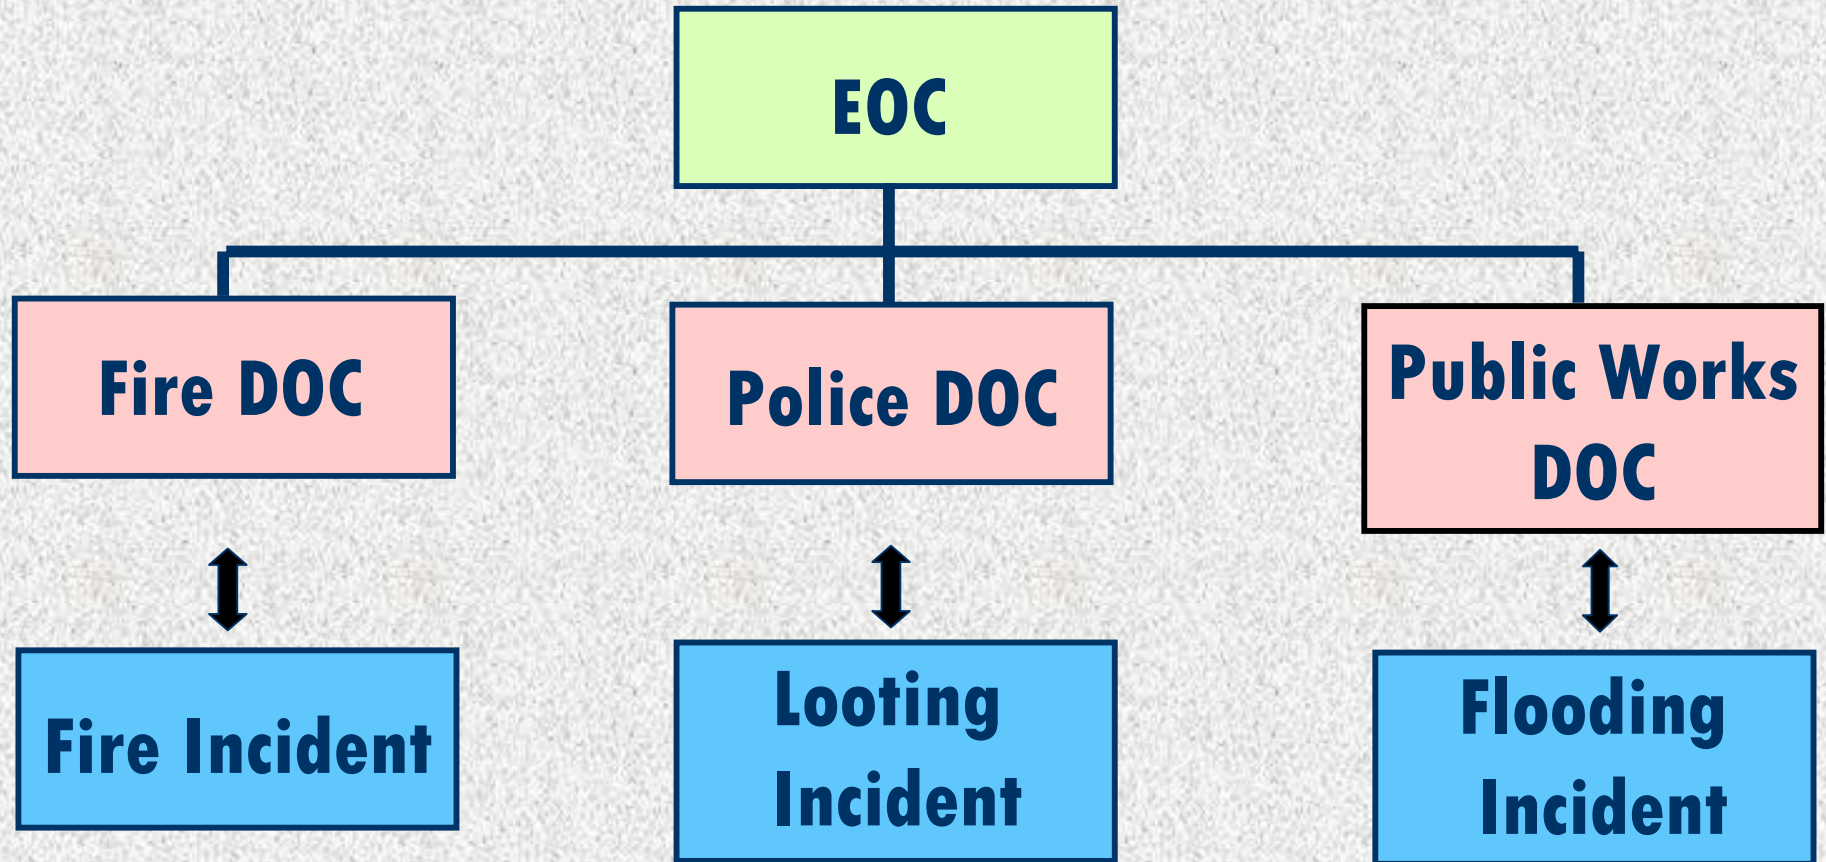 EOC
Fire DOC
Police DOC
Public Works
DOC
Fire Incident
Looting
Incident
Flooding
Incident